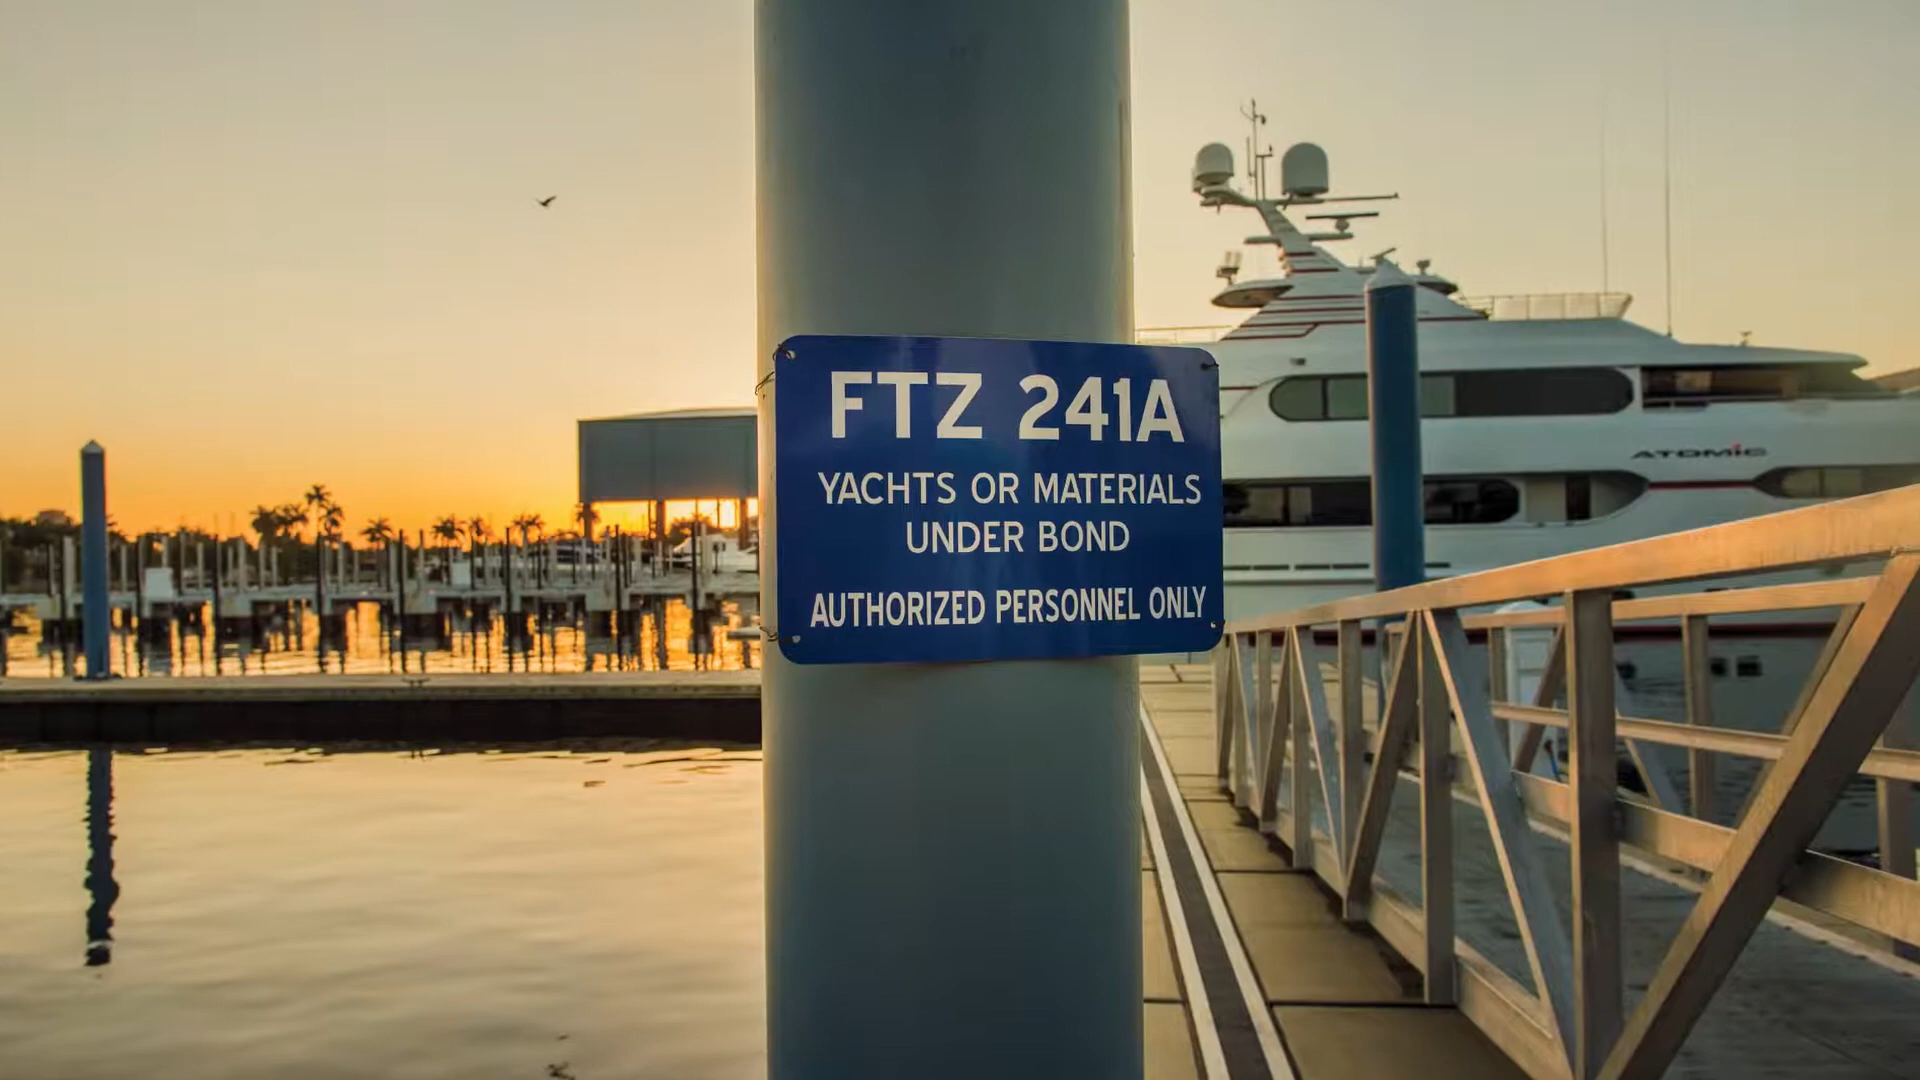 FTZ 241A
YACHTS OR MATERIALS
UNDER BOND
AUTHORIZED PERSONNEL ONLY
ATOMIC